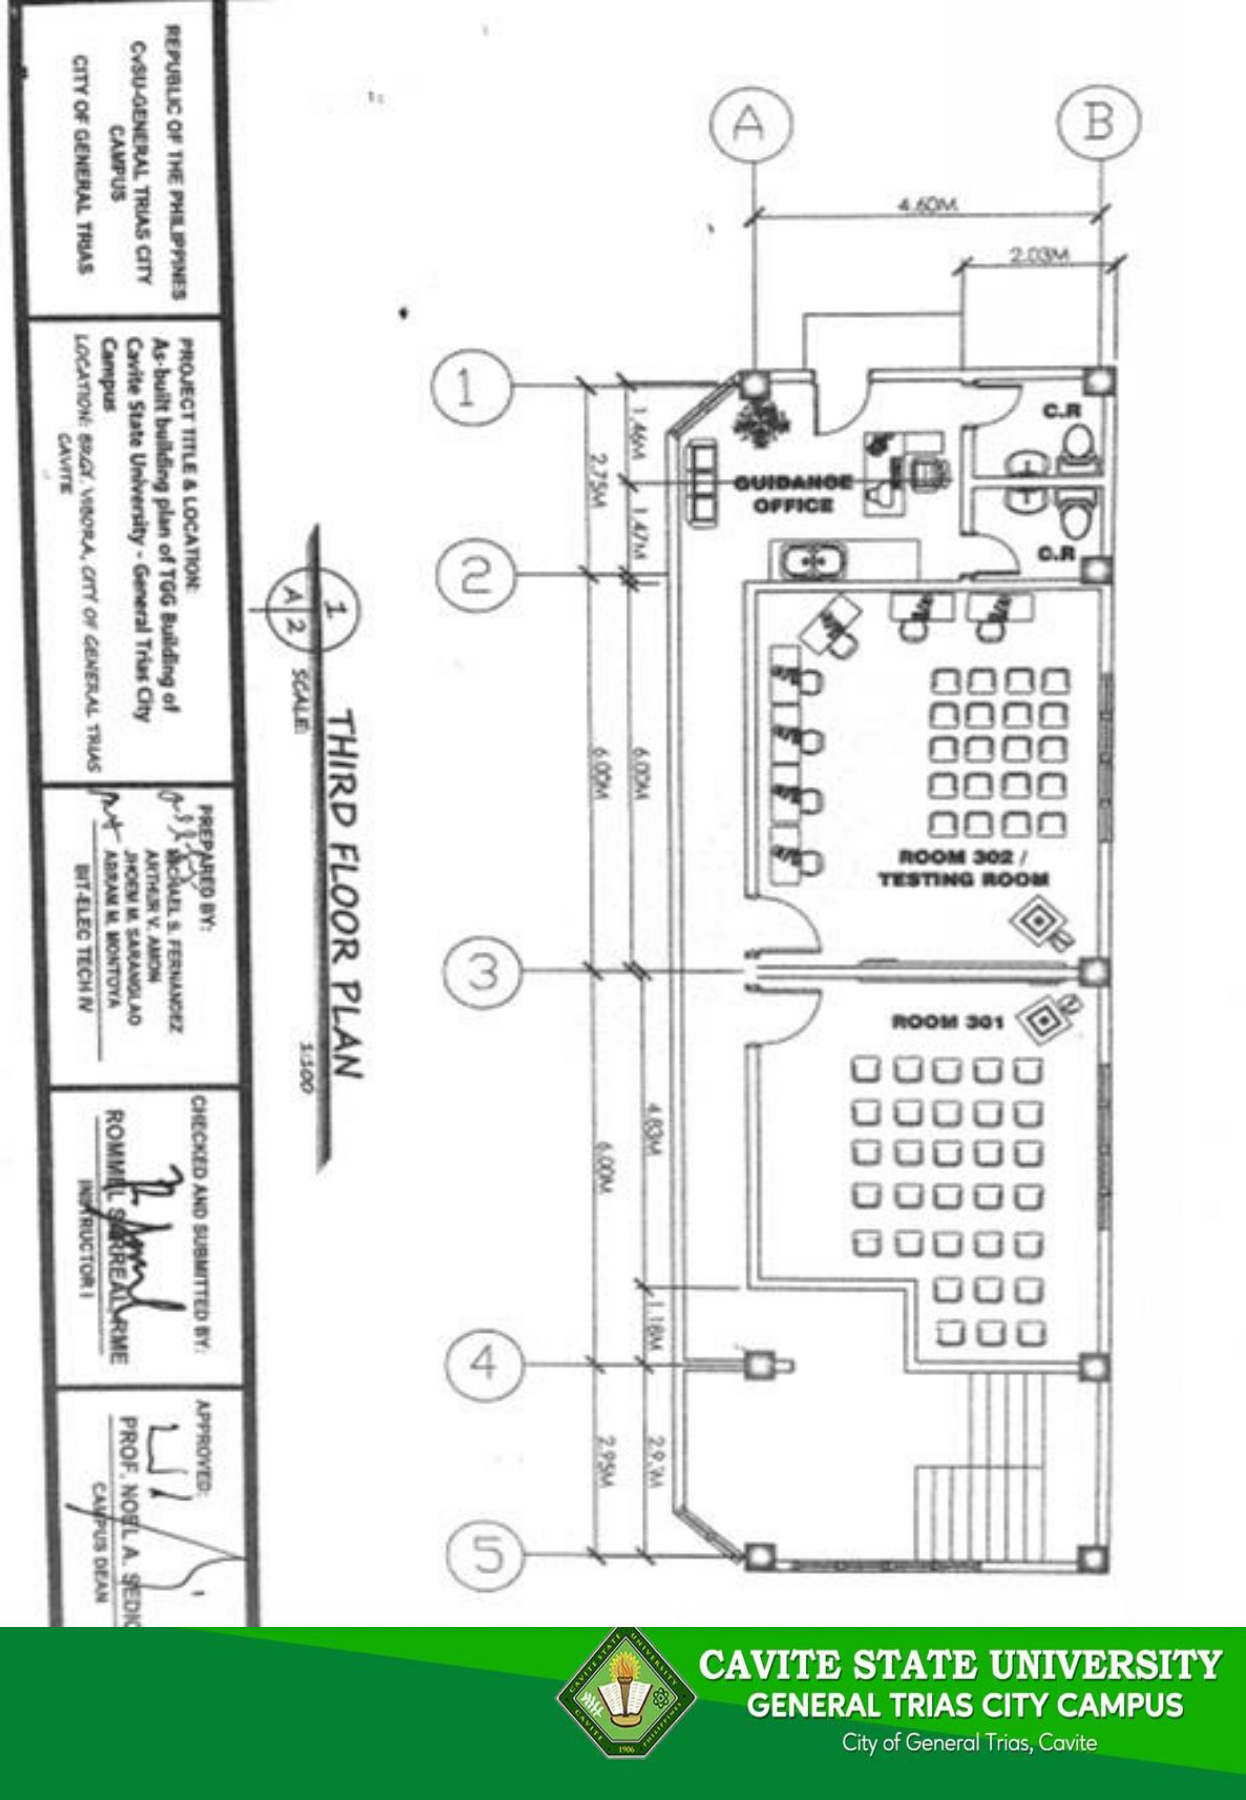 REPUBLIC OF THE PHILIPPINES
CvSU-GENERAL TRIAS CITY
CAMPUS
CITY OF GENERAL TRIAS
PROJECT TITLE & LOCATION:
As-built building plan of TGG Building of
Cavite State University - General Trias City
Campus
LOCATION: BRGY. VIBORA, CITY OF GENERAL TRIAS
CAVITE
PREPARED BY:
MICHAEL S. FERNANDEZ
ARTHUR V. AMON
JHOEM M. SARANGLAO
ABRAM M. MONTOYA
BIT-ELEC TECH IV
CHECKED AND SUBMITTED BY:
ROMMEL
INSTRUCTOR I
APPROVED:
PROF. NOEL A.
CAMPUS DEAN
1
A 2
THIRD FLOOR PLAN
SCALE:
1:100
A
B
4.60M
2.03M
1
2
3
4
5
1.46M
2.75M
1.47M
6.00M
6.00M
4.83M
6.00M
1.18M
2.95M
GUIDANCE
OFFICE
C.R
C.R
ROOM 302 /
TESTING ROOM
ROOM 301
CAVITE STATE UNIVERSITY
GENERAL TRIAS CITY CAMPUS
City of General Trias, Cavite
CAVITE STATE UNIVERSITY
CAVITE
PHILIPPINES
1906